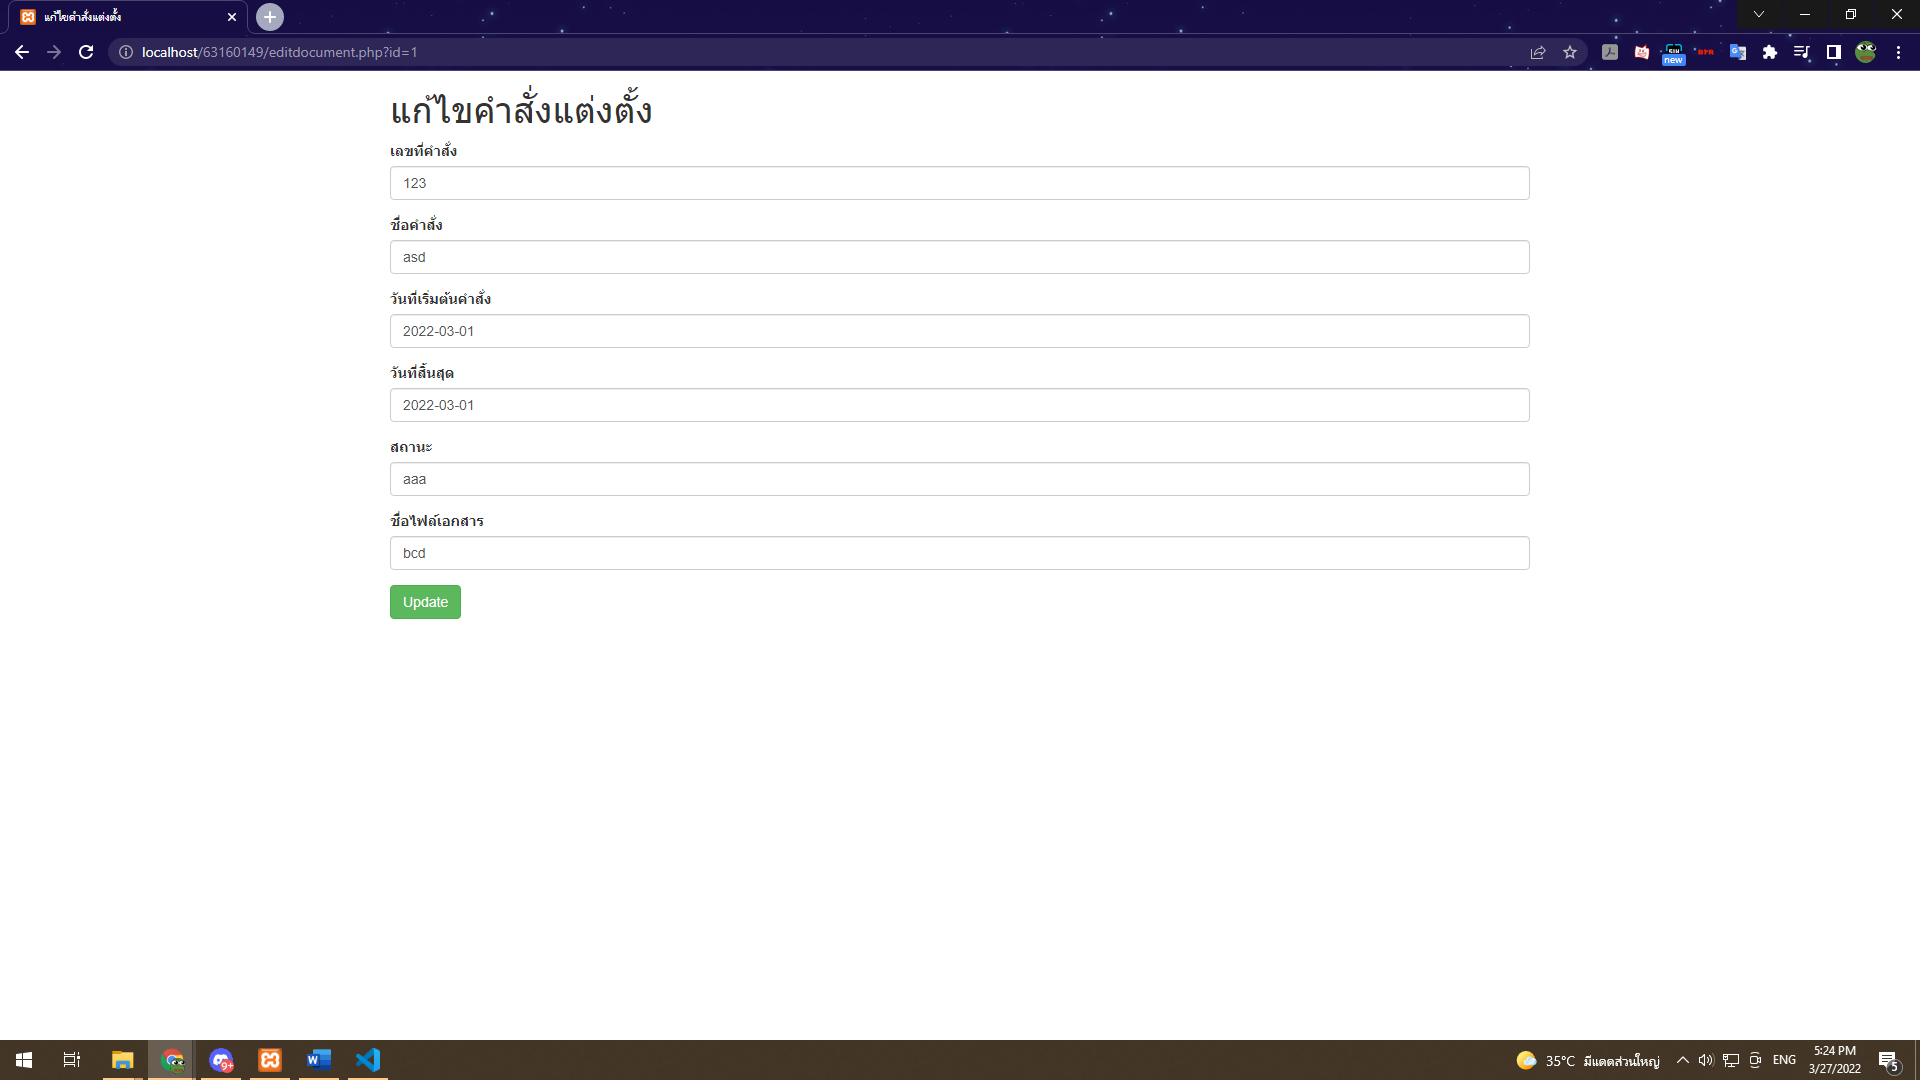 แก้ไขคำสั่งแต่งตั้ง
localhost/63160149/editdocument.php?id=1
new
แก้ไขคำสั่งแต่งตั้ง
เลขที่คำสั่ง
123
ชื่อคำสั่ง
asd
วันที่เริ่มต้นคำสั่ง
2022-03-01
วันที่สิ้นสุด
2022-03-01
สถานะ
aaa
ชื่อไฟล์เอกสาร
bcd
Update
9+
35°C มีแดดส่วนใหญ่
ENG
5:24 PM
3/27/2022
5